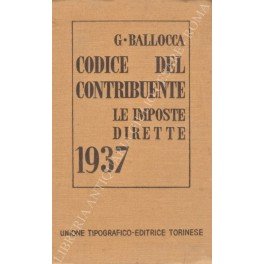 G·BALLOCCA
CODICE DEL
CONTRIBUENTE
LE IMPOSTE
DIRETTE
1937
UNIONE TIPOGRAFICO-EDITRICE TORINESE